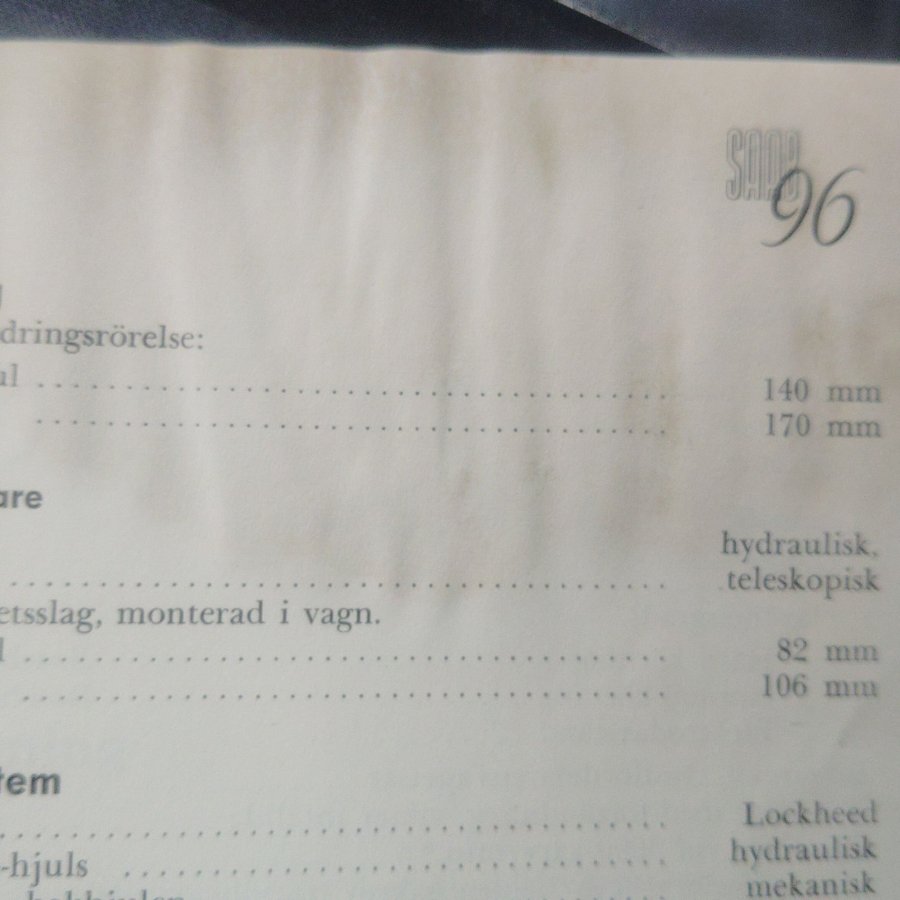 SAAB
96
dringsrörelse:
ul ........................................ 140 mm
........................................ 170 mm
are
hydraulisk,
........................................ teleskopisk
etsslag, monterad i vagn.
l ........................................ 82 mm
........................................ 106 mm
tem
........................................ Lockheed
-hjuls ................................ hydraulisk
mekanisk